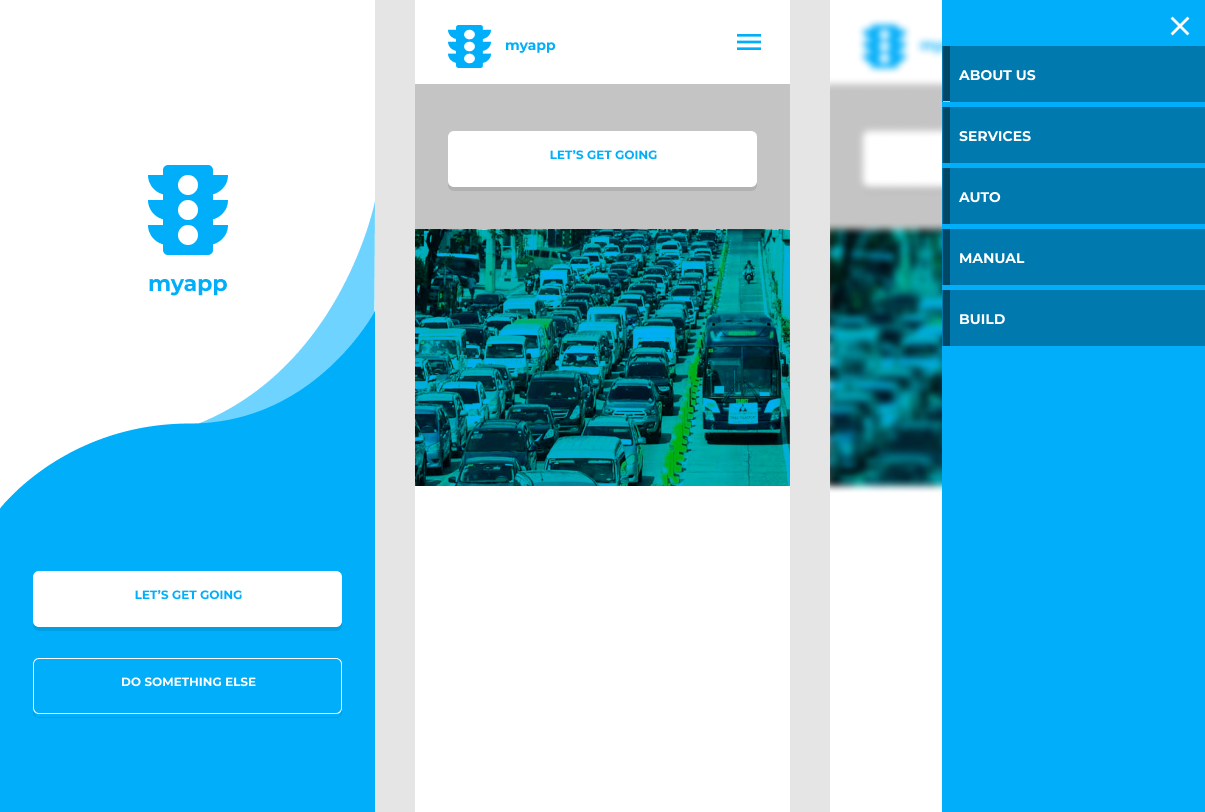 myapp
LET'S GET GOING
DO SOMETHING ELSE
myapp
LET'S GET GOING
ABOUT US
SERVICES
AUTO
MANUAL
BUILD